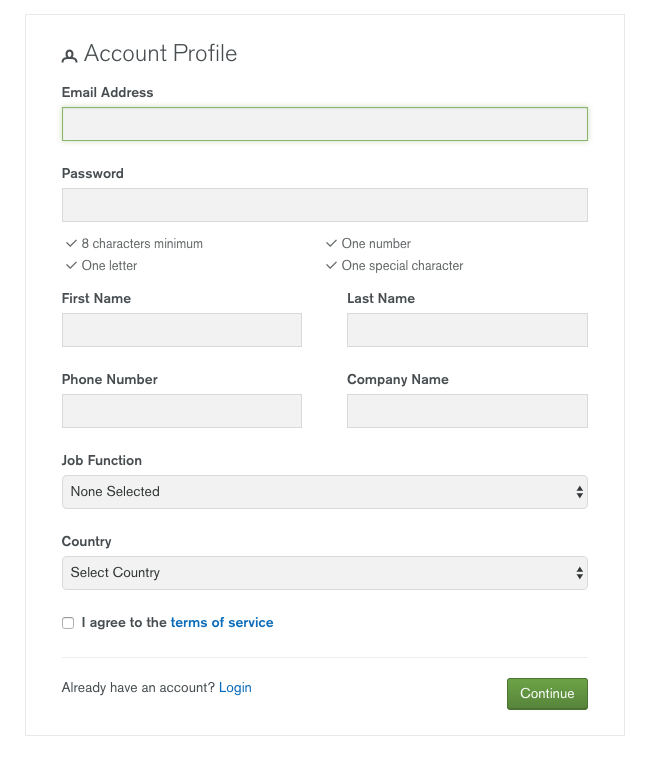 Account Profile
Email Address
Password
8 characters minimum
One number
One letter
One special character
First Name
Last Name
Phone Number
Company Name
Job Function
None Selected
Country
Select Country
I agree to the terms of service
Already have an account? Login
Continue